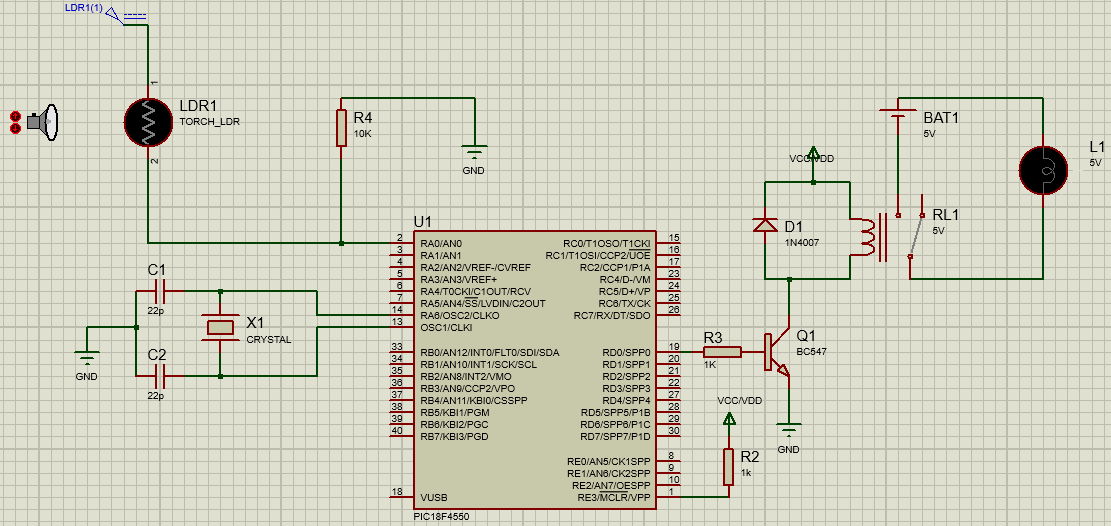 LDR1(1)
1
LDR1
TORCH_LDR
2
R4
10K
GND
BAT1
5V
L1
5V
VCC/VDD
D1
1N4007
RL1
5V
U1
2 RA0/AN0
3 RA1/AN1
4 RA2/AN2/VREF-/CVREF
5 RA3/AN3/VREF+
6 RA4/T0CKI/C1OUT/RCV
7 RA5/AN4/SS/LVDIN/C2OUT
14 RA6/OSC2/CLKO
13 OSC1/CLKI
33 RB0/AN12/INT0/FLT0/SDI/SDA
34 RB1/AN10/INT1/SCK/SCL
35 RB2/AN8/INT2/VMO
36 RB3/AN9/CCP2/VPO
37 RB4/AN11/KBI0/CSSPP
38 RB5/KBI1/PGM
39 RB6/KBI2/PGC
40 RB7/KBI3/PGD
18 VUSB
RC0/T1OSO/T1CKI 15
RC1/T1OSI/CCP2/UOE 16
RC2/CCP1/P1A 17
RC4/D-/VM 23
RC5/D+/VP 24
RC6/TX/CK 25
RC7/RX/DT/SDO 26
RD0/SPP0 19
RD1/SPP1 20
RD2/SPP2 21
RD3/SPP3 22
RD4/SPP4 27
RD5/SPP5/P1B 28
RD6/SPP6/P1C 29
RD7/SPP7/P1D 30
RE0/AN5/CK1SPP 8
RE1/AN6/CK2SPP 9
RE2/AN7/OESPP 10
RE3/MCLR/VPP 1
PIC18F4550
C1
22p
X1
CRYSTAL
C2
22p
GND
R3
1K
Q1
BC547
GND
VCC/VDD
R2
1k